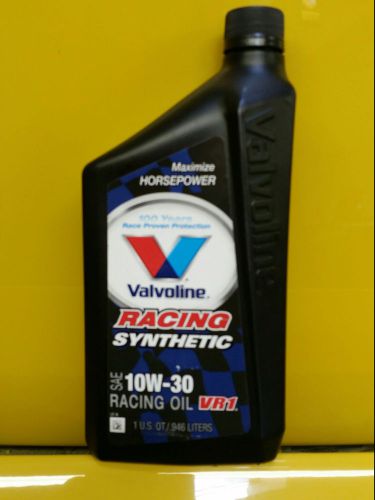 Maximize
HORSEPOWER
100 Years
Race Proven Protection
Valvoline
Valvoline
RACING
SYNTHETIC
SAE 10W-30
RACING OIL VR1
1 U.S. QT/.946 LITERS